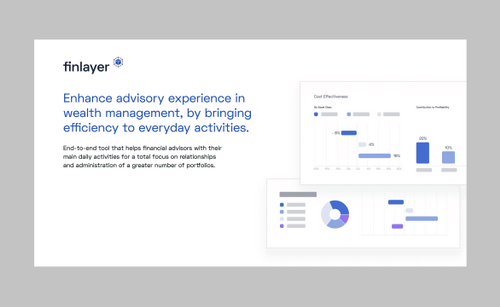 finlayer
Enhance advisory experience in
wealth management, by bringing
efficiency to everyday activities.
End-to-end tool that helps financial advisors with their
main daily activities for a total focus on relationships
and administration of a greater number of portfolios.
Cost Effectiveness
By Asset Class
Contribution to Profitability
4%
16%
22%
10%